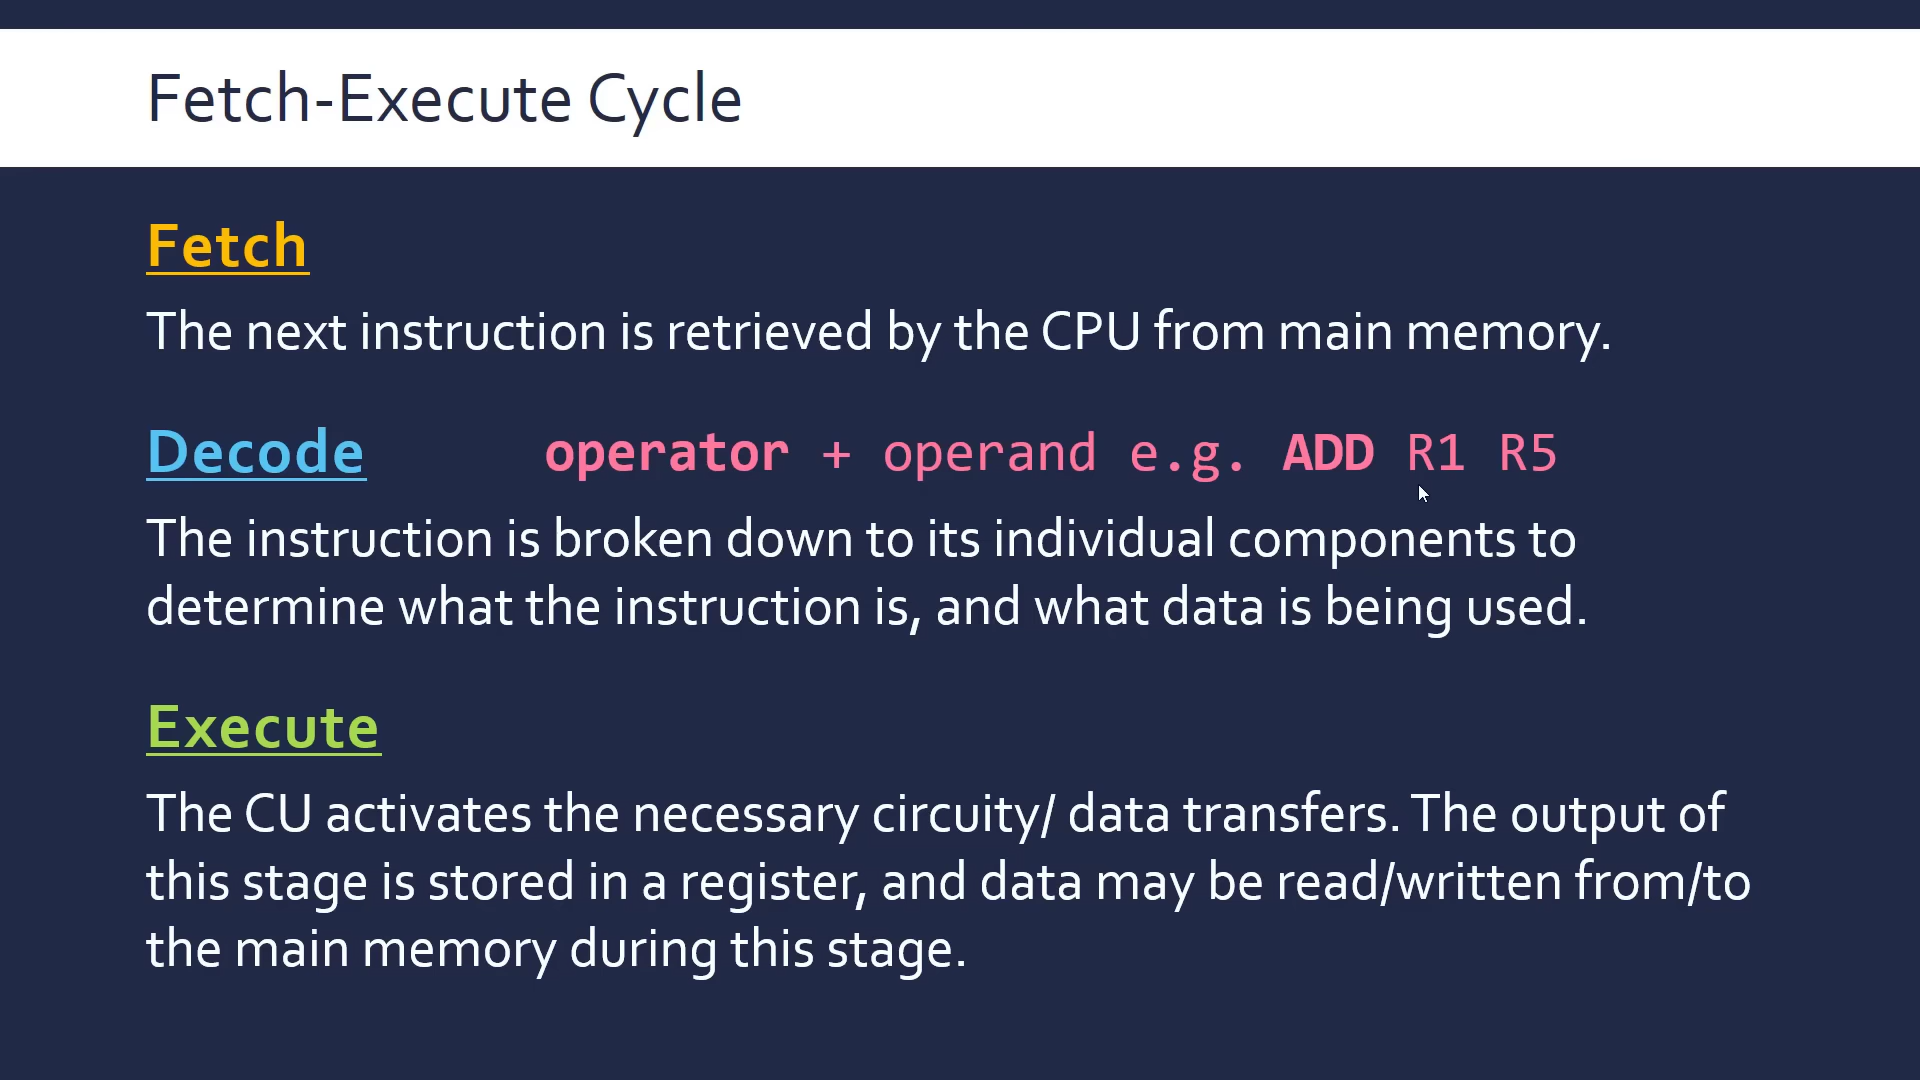 Fetch-Execute Cycle
Fetch
The next instruction is retrieved by the CPU from main memory.
Decode operator + operand e.g. ADD R1 R5
The instruction is broken down to its individual components to
determine what the instruction is, and what data is being used.
Execute
The CU activates the necessary circuity/ data transfers. The output of
this stage is stored in a register, and data may be read/written from/to
the main memory during this stage.